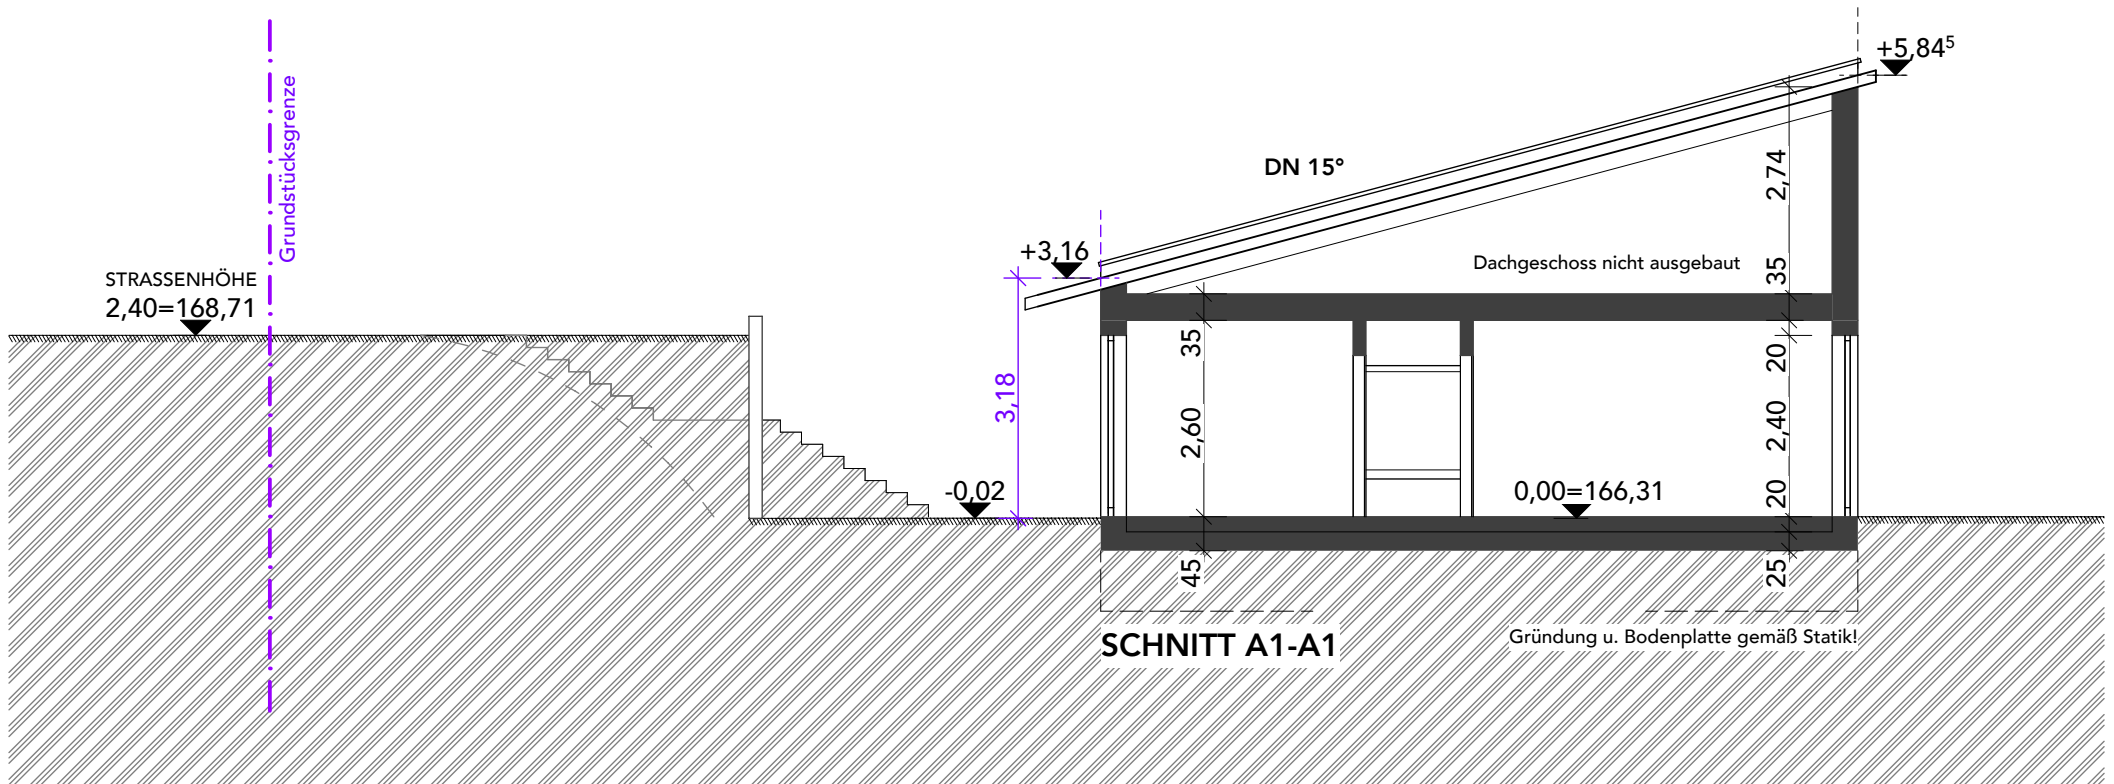 Grundstücksgrenze
STRASSENHÖHE
2,40=168,71
-0,02
+3,16
3,18
DN 15°
+5,84⁵
2,74
Dachgeschoss nicht ausgebaut
35
35
20
2,60
2,40
0,00=166,31
20
45
25
SCHNITT A1-A1
Gründung u. Bodenplatte gemäß Statik!